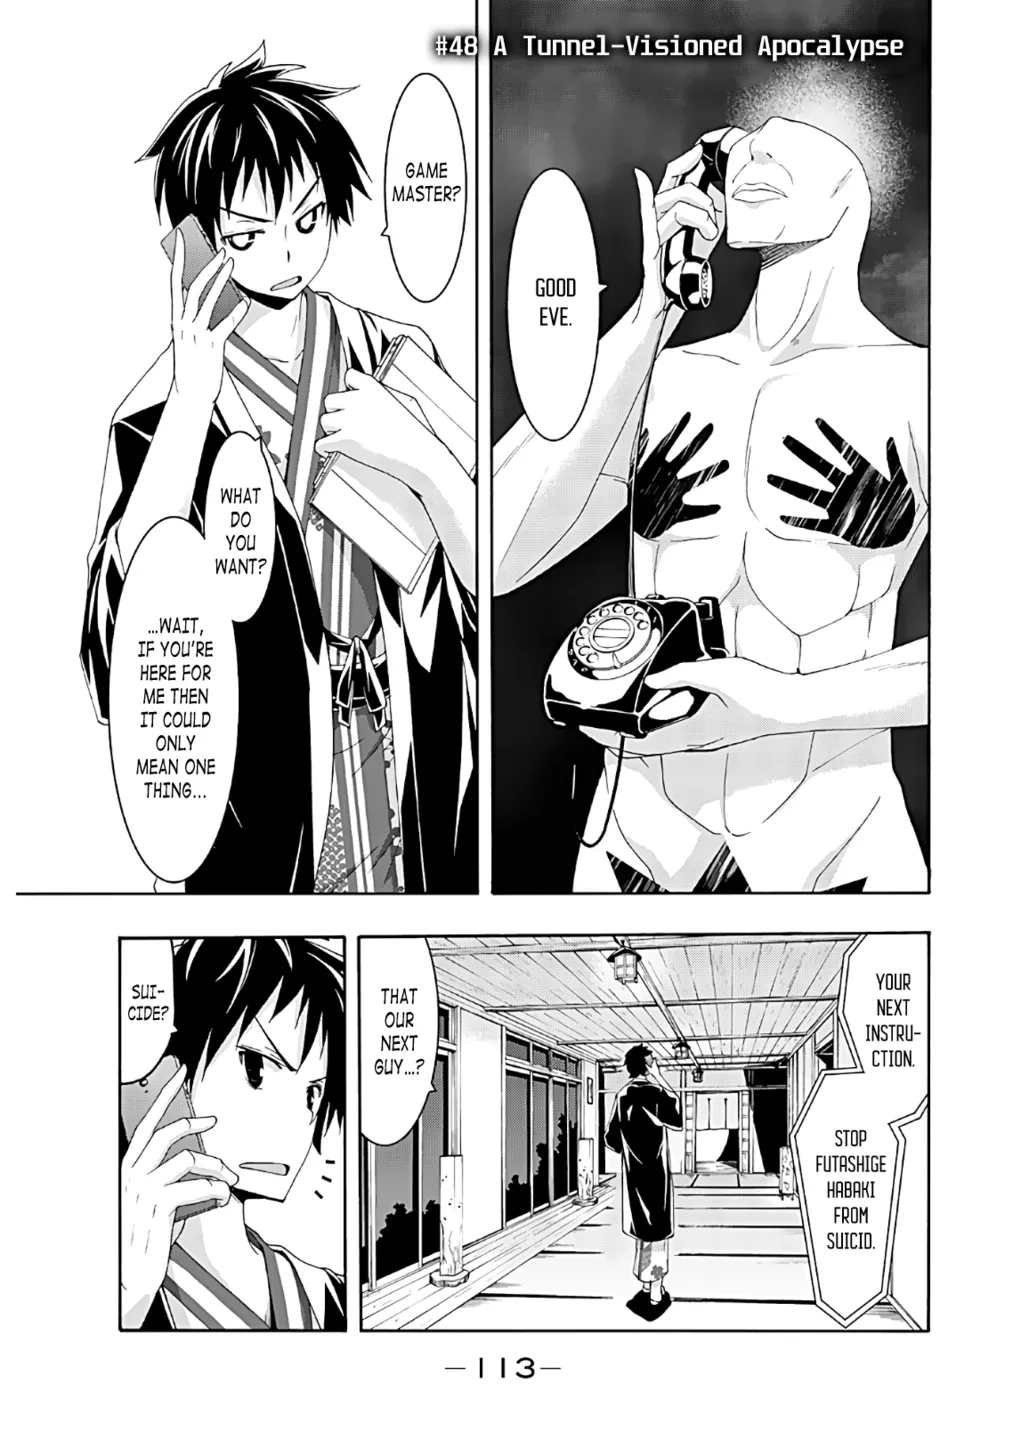 #48 A Tunnel-Visioned Apocalypse
GOOD
EVE.
GAME
MASTER?
WHAT
DO
YOU
WANT?
...WAIT,
IF YOU'RE
HERE FOR
ME THEN
IT COULD
ONLY
MEAN ONE
THING...
YOUR
NEXT
INSTRU-
CTION.
STOP
FUTASHIGE
HABAKI
FROM
SUICID.
THAT
OUR
NEXT
GUY...?
SUI-
CIDE?
—113—